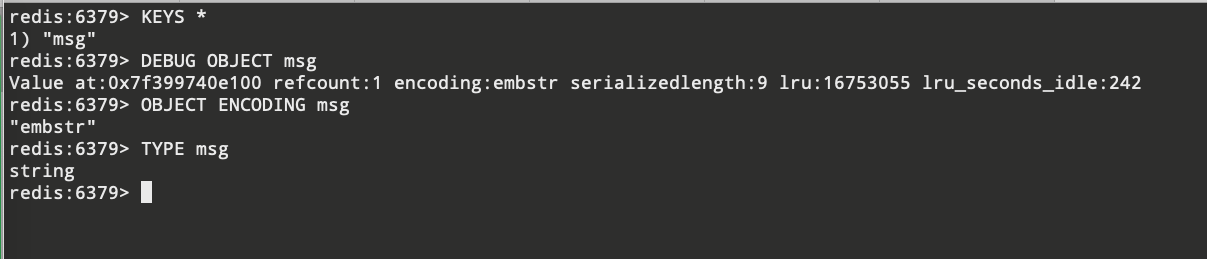 redis:6379> KEYS *
1) "msg"
redis:6379> DEBUG OBJECT msg
Value at:0x7f399740e100 refcount:1 encoding:embstr serializedlength:9 lru:16753055 lru_seconds_idle:242
redis:6379> OBJECT ENCODING msg
"embstr"
redis:6379> TYPE msg
string
redis:6379>